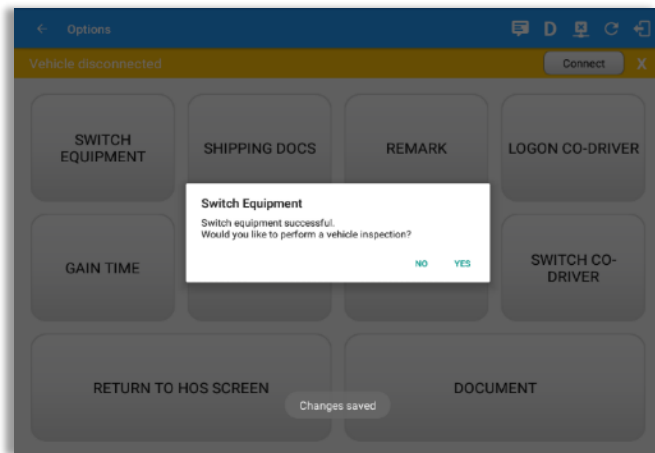 Options
D
Vehicle disconnected
Connect
X
SWITCH
EQUIPMENT
SHIPPING DOCS
REMARK
LOGON CO-DRIVER
Switch Equipment
Switch equipment successful.
Would you like to perform a vehicle inspection?
NO
YES
GAIN TIME
SWITCH CO-
DRIVER
RETURN TO HOS SCREEN
DOCUMENT
Changes saved